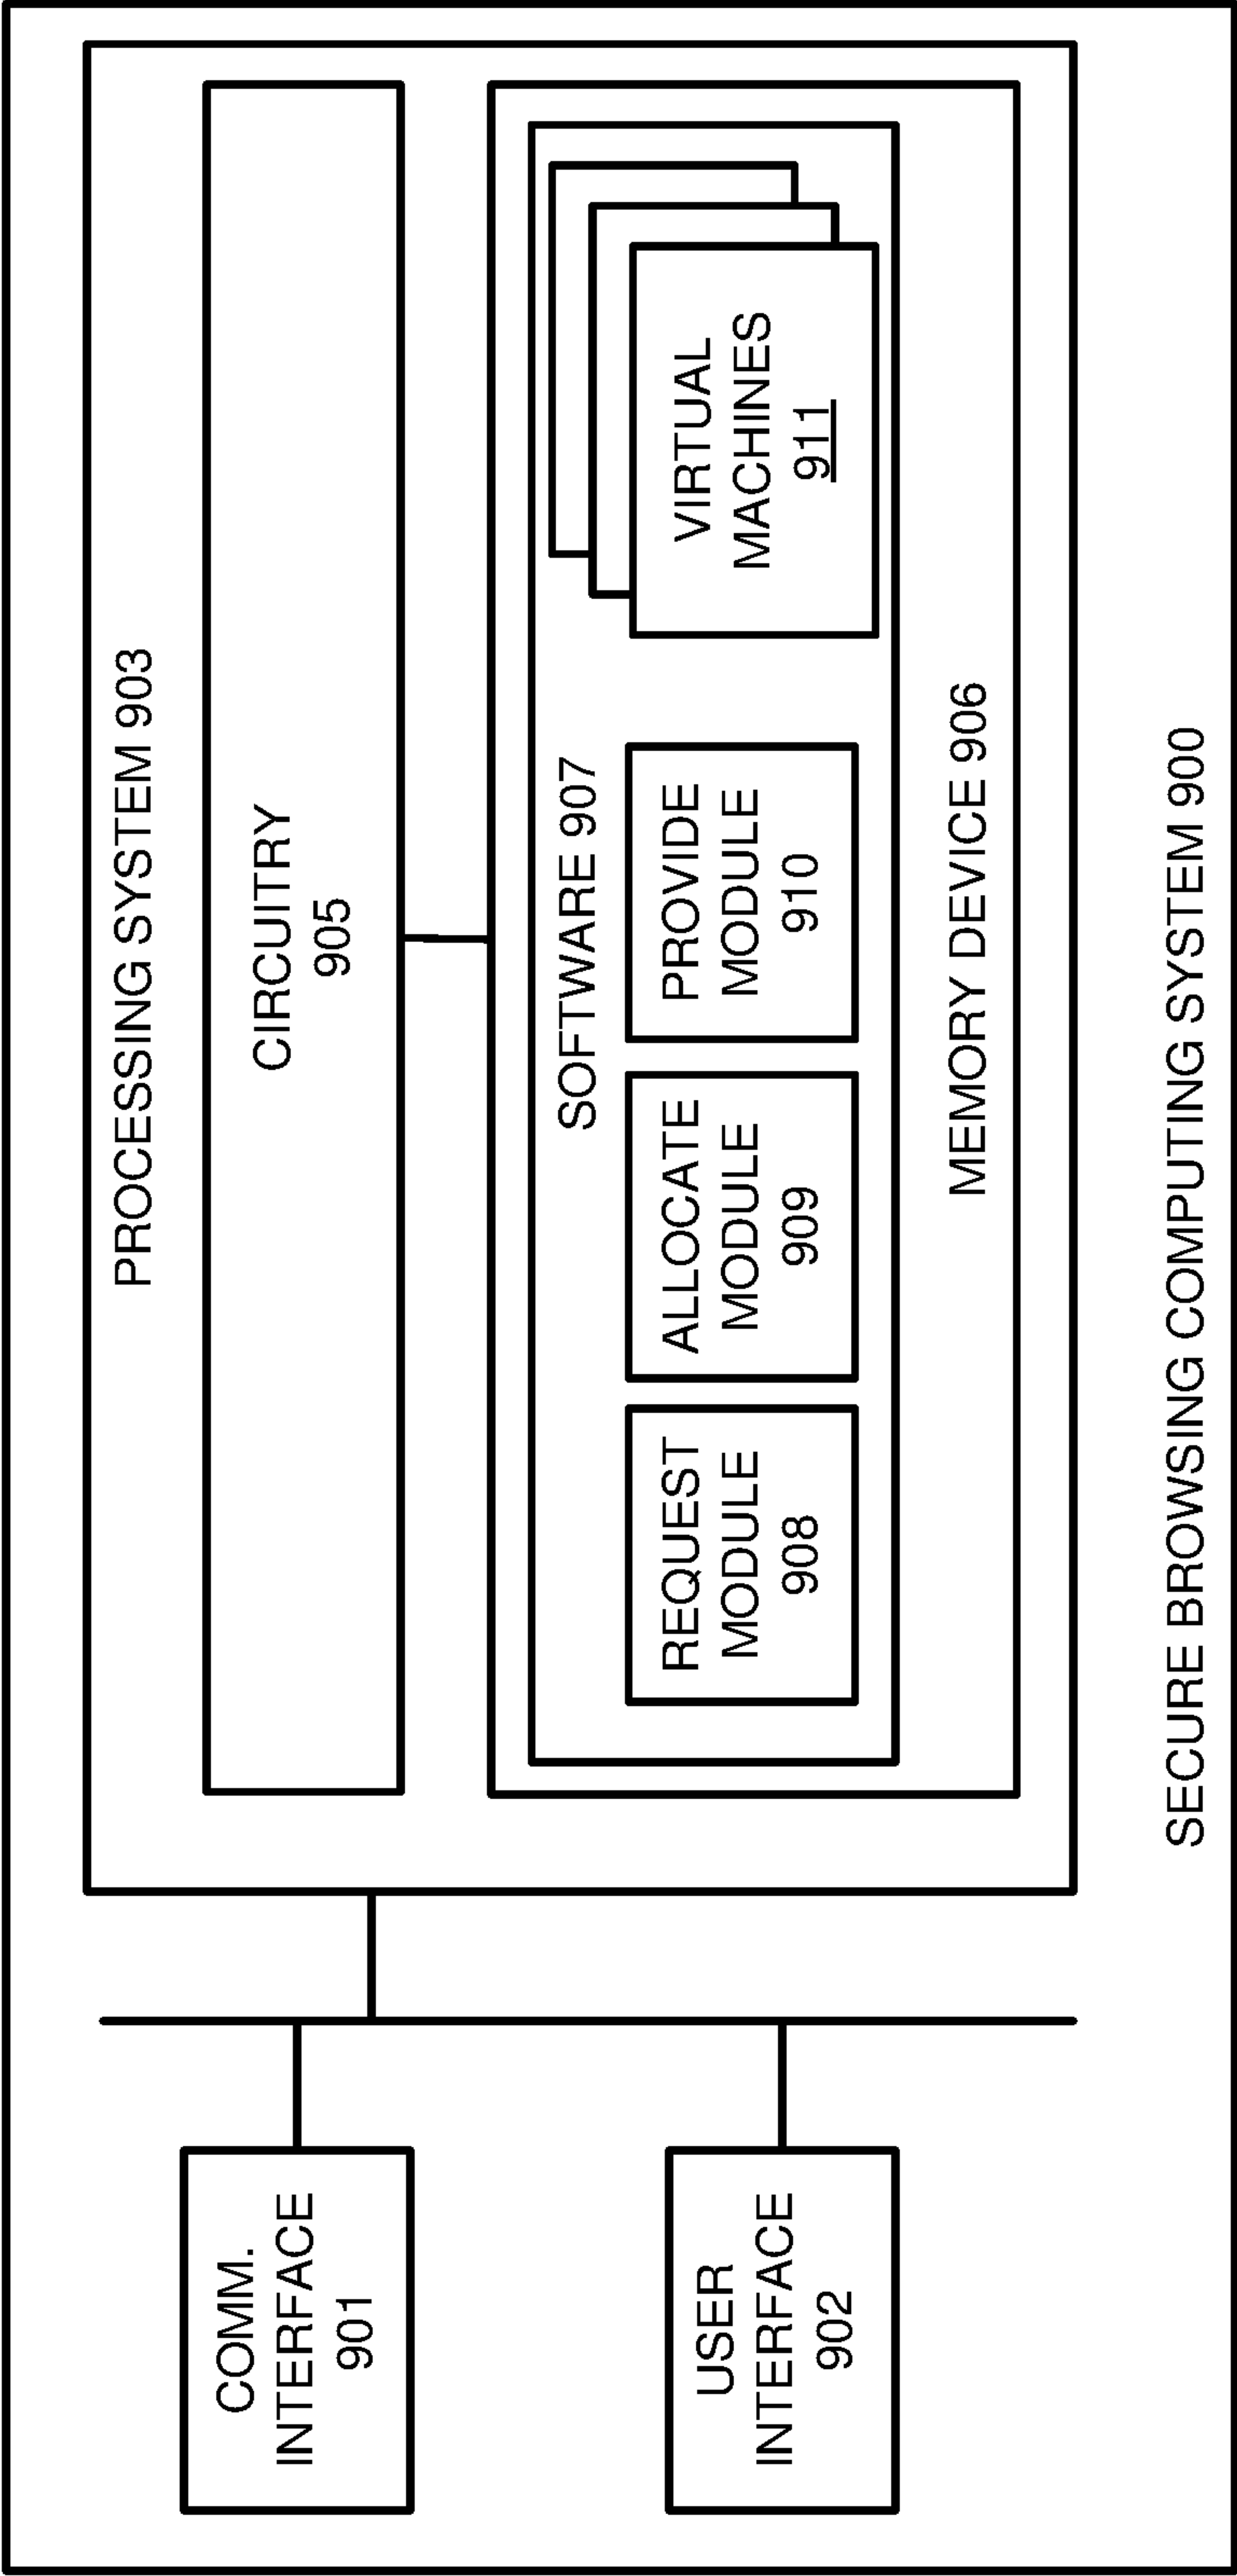 PROCESSING SYSTEM 903
COMM.
INTERFACE
901
CIRCUITRY
905
SOFTWARE 907
USER
INTERFACE
902
REQUEST
MODULE
908
ALLOCATE
MODULE
909
PROVIDE
MODULE
910
VIRTUAL
MACHINES
911
MEMORY DEVICE 906
SECURE BROWSING COMPUTING SYSTEM 900